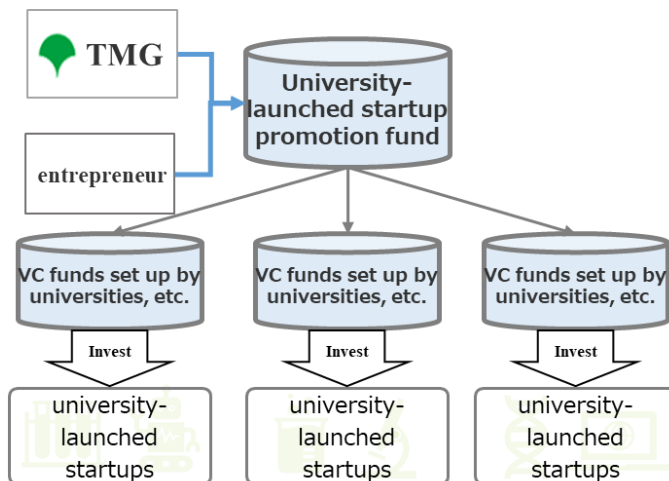 TMG
University-
launched startup
promotion fund
entrepreneur
VC funds set up by
universities, etc.
VC funds set up by
universities, etc.
VC funds set up by
universities, etc.
Invest
Invest
Invest
university-
launched
startups
university-
launched
startups
university-
launched
startups